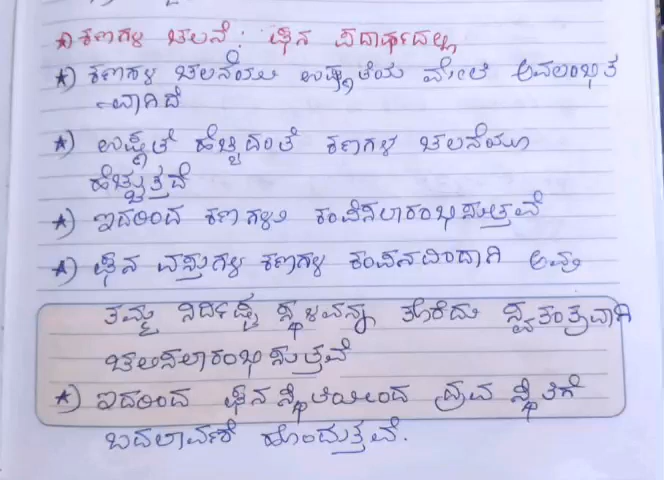 *) ಕಣಗಳ ಚಲನೆ: ಘನ ಪದಾರ್ಥದಲ್ಲಿ
*) ಕಣಗಳ ಚಲನೆಯು ಉಷ್ಣತೆಯ ಮೇಲೆ ಅವಲಂಬಿತ
-ವಾಗಿದೆ
*) ಉಷ್ಣತೆ ಹೆಚ್ಚಿದಂತೆ ಕಣಗಳ ಚಲನೆಯೂ
ಹೆಚ್ಚುತ್ತದೆ
*) ಇದರಿಂದ ಕಣಗಳು ಕಂಪಿಸಲಾರಂಭಿಸುತ್ತವೆ
*) ಘನ ವಸ್ತುಗಳ ಕಣಗಳ ಕಂಪನದಿಂದಾಗಿ ಅವು
ತಮ್ಮ ನಿರ್ದಿಷ್ಟ ಸ್ಥಳವನ್ನು ತೊರೆದು ಸ್ವತಂತ್ರವಾಗಿ
ಚಲಿಸಲಾರಂಭಿಸುತ್ತವೆ
*) ಇದರಿಂದ ಘನ ಸ್ಥಿತಿಯಿಂದ ದ್ರವ ಸ್ಥಿತಿಗೆ
ಬದಲಾವಣೆ ಹೊಂದುತ್ತವೆ.